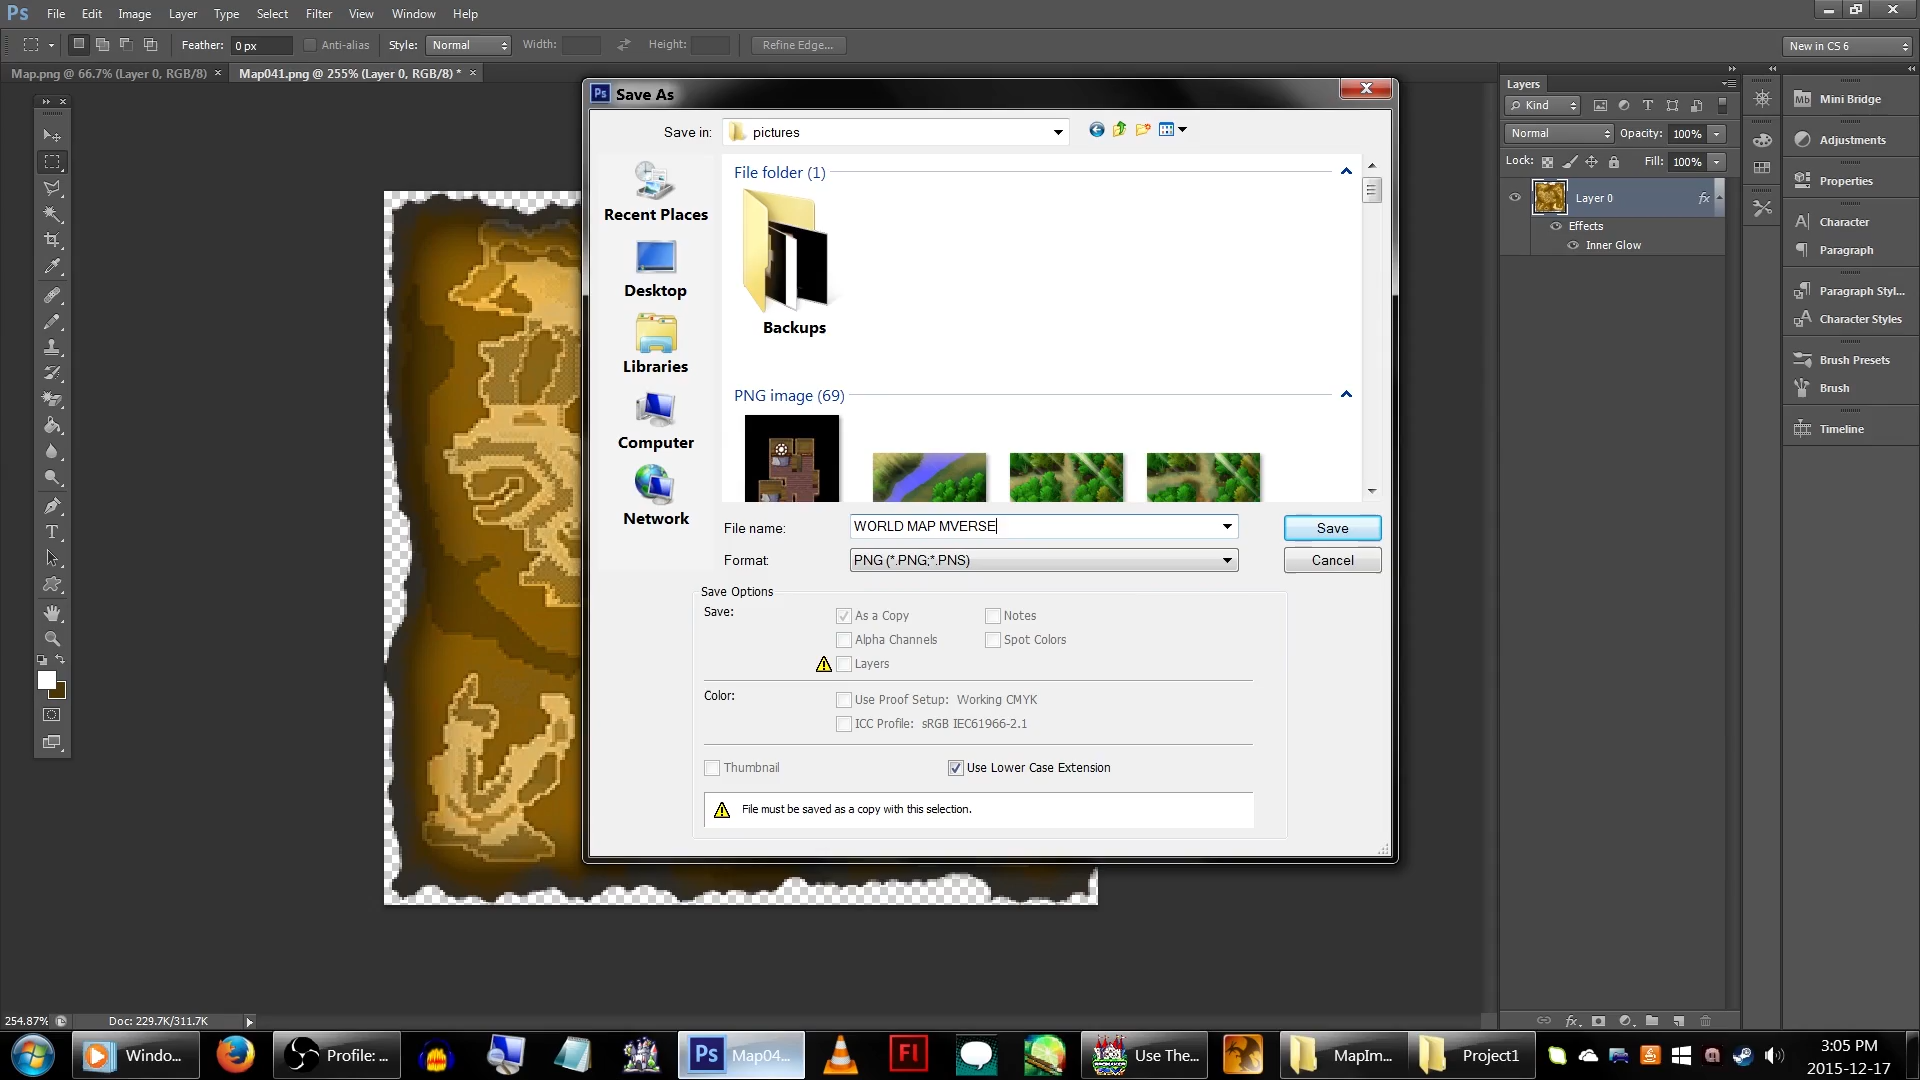 Ps File Edit Image Layer Type Select Filter View Window Help
Feather: 0 px Anti-alias Style: Normal Width: Height: Refine Edge... New in CS 6
Map.png @ 66.7% (Layer 0, RGB/8) × Map041.png @ 255% (Layer 0, RGB/8) * ×
Ps Save As
Save in: pictures
Recent Places
Desktop
Libraries
Computer
Network
File folder (1)
Backups
PNG image (69)
File name: WORLD MAP MVERSE Save
Format: PNG (*.PNG;*.PNS) Cancel
Save Options
Save: As a Copy Notes
Alpha Channels Spot Colors
Layers
Color: Use Proof Setup: Working CMYK
ICC Profile: sRGB IEC61966-2.1
Thumbnail Use Lower Case Extension
File must be saved as a copy with this selection.
Layers
Kind
Normal Opacity: 100%
Lock: Fill: 100%
Layer 0 fx
Effects
Inner Glow
Mb Mini Bridge
Adjustments
Properties
Character
Paragraph
Paragraph Styl...
Character Styles
Brush Presets
Brush
Timeline
254.87% Doc: 229.7K/311.7K
Windo... Profile: ... Ps Map04... Fl Use The... MapIm... Project1
3:05 PM
2015-12-17